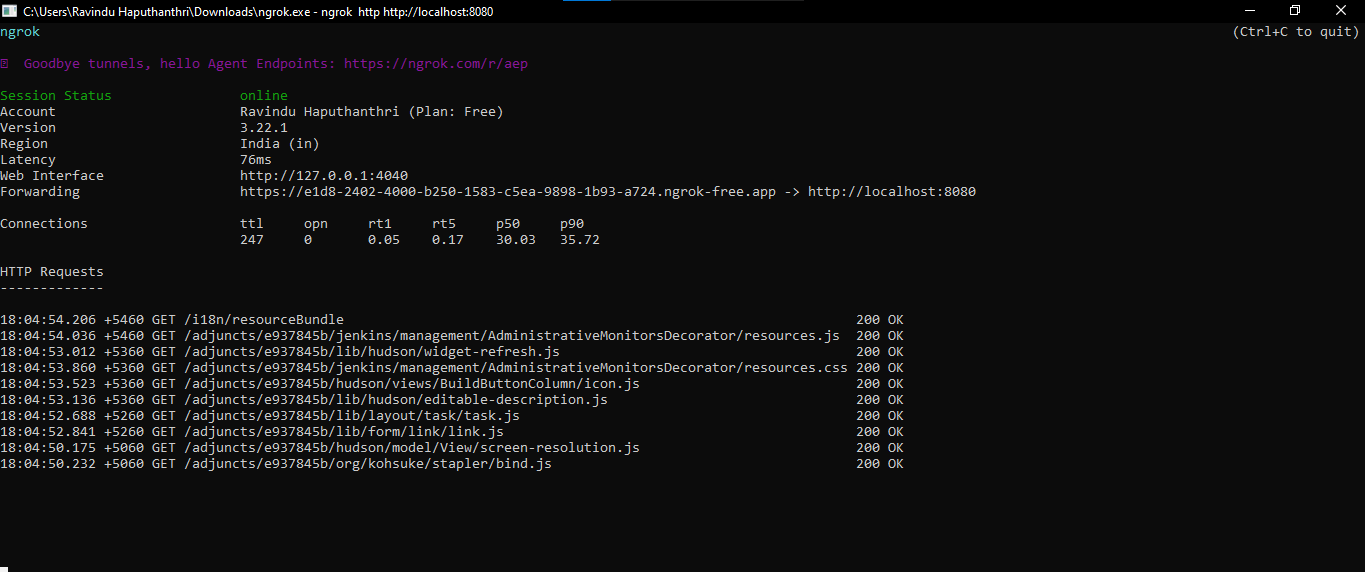 C:\Users\Ravindu Haputhanthri\Downloads\ngrok.exe - ngrok  http http://localhost:8080
ngrok (Ctrl+C to quit)
Goodbye tunnels, hello Agent Endpoints: https://ngrok.com/r/aep
Session Status online
Account Ravindu Haputhanthri (Plan: Free)
Version 3.22.1
Region India (in)
Latency 76ms
Web Interface http://127.0.0.1:4040
Forwarding https://e1d8-2402-4000-b250-1583-c5ea-9898-1b93-a724.ngrok-free.app -> http://localhost:8080
Connections ttl opn rt1 rt5 p50 p90
247 0 0.05 0.17 30.03 35.72
HTTP Requests
-------------
18:04:54.206 +5460 GET /i18n/resourceBundle 200 OK
18:04:54.036 +5460 GET /adjuncts/e937845b/jenkins/management/AdministrativeMonitorsDecorator/resources.js 200 OK
18:04:53.012 +5360 GET /adjuncts/e937845b/lib/hudson/widget-refresh.js 200 OK
18:04:53.860 +5360 GET /adjuncts/e937845b/jenkins/management/AdministrativeMonitorsDecorator/resources.css 200 OK
18:04:53.523 +5360 GET /adjuncts/e937845b/hudson/views/BuildButtonColumn/icon.js 200 OK
18:04:53.136 +5360 GET /adjuncts/e937845b/lib/hudson/editable-description.js 200 OK
18:04:52.688 +5260 GET /adjuncts/e937845b/lib/layout/task/task.js 200 OK
18:04:52.841 +5260 GET /adjuncts/e937845b/lib/form/link/link.js 200 OK
18:04:50.175 +5060 GET /adjuncts/e937845b/hudson/model/View/screen-resolution.js 200 OK
18:04:50.232 +5060 GET /adjuncts/e937845b/org/kohsuke/stapler/bind.js 200 OK